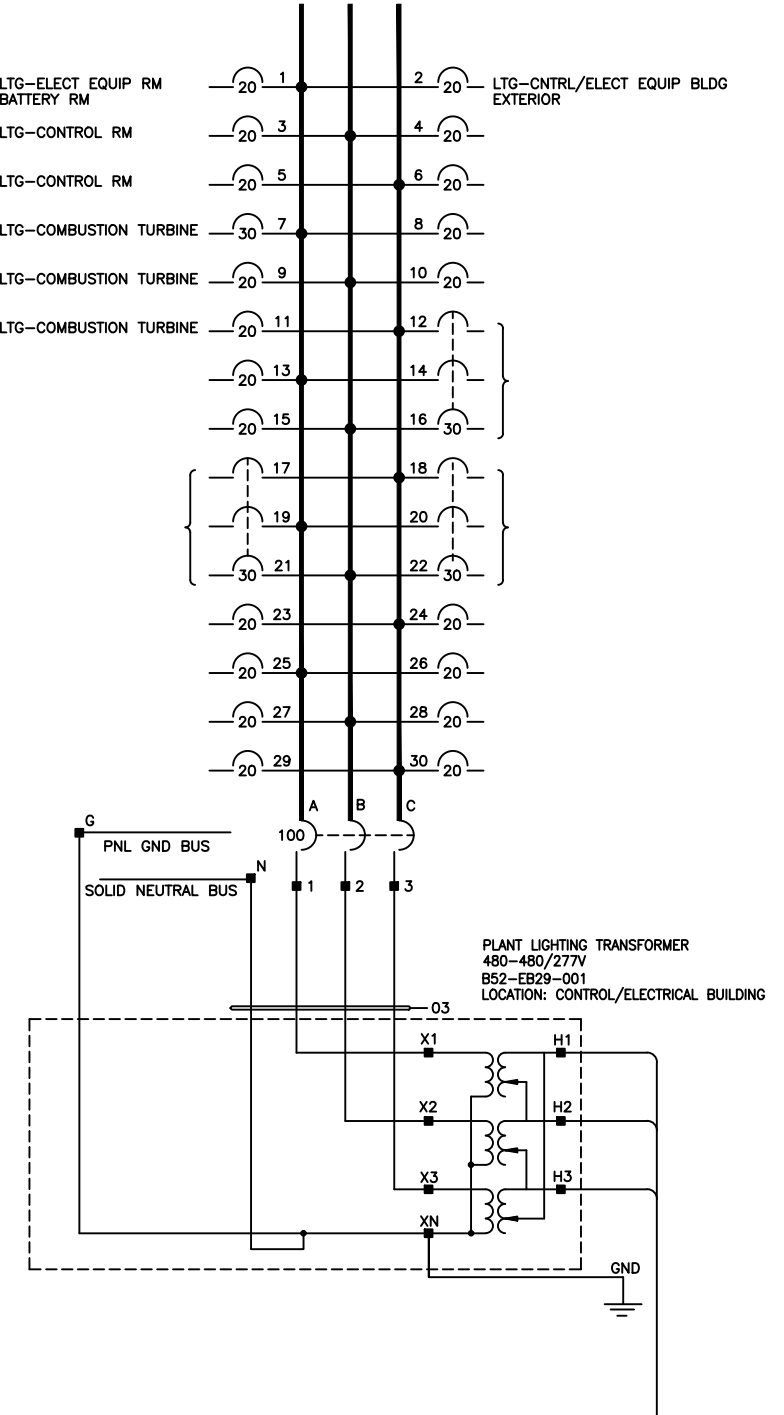 LTG-ELECT EQUIP RM
BATTERY RM
20 1 2 20
LTG-CNTRL/ELECT EQUIP BLDG
EXTERIOR
LTG-CONTROL RM 20 3 4 20
LTG-CONTROL RM 20 5 6 20
LTG-COMBUSTION TURBINE 30 7 8 20
LTG-COMBUSTION TURBINE 20 9 10 20
LTG-COMBUSTION TURBINE 20 11 12
20 13 14
20 15 16 30
17 18
19 20
30 21 22 30
20 23 24 20
20 25 26 20
20 27 28 20
20 29 30 20
A B C
G
100
PNL GND BUS
N
SOLID NEUTRAL BUS
1 2 3
PLANT LIGHTING TRANSFORMER
480-480/277V
B52-EB29-001
LOCATION: CONTROL/ELECTRICAL BUILDING
03
X1 H1
X2 H2
X3 H3
XN
GND